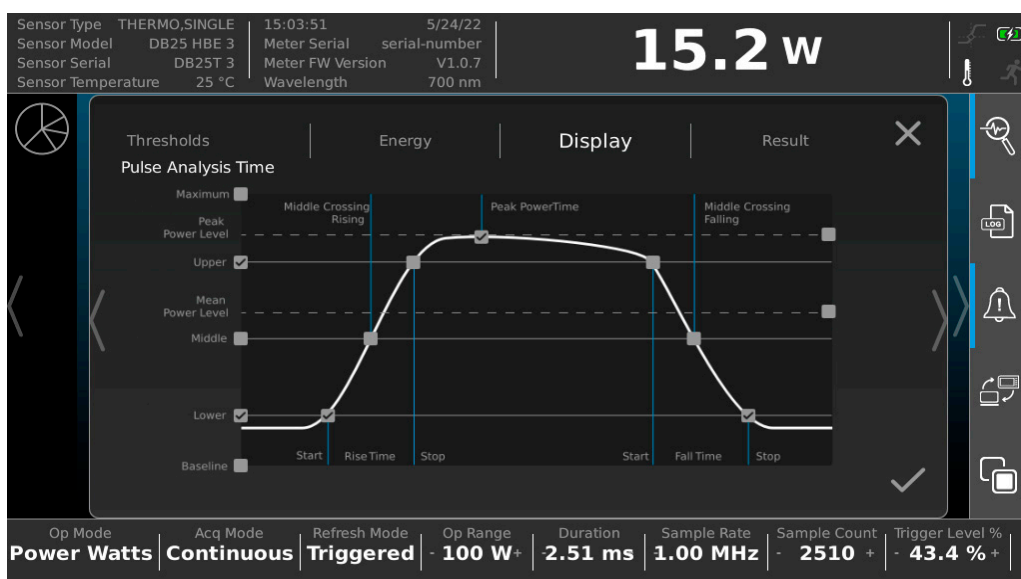 Sensor Type THERMO,SINGLE
Sensor Model DB25 HBE 3
Sensor Serial DB25T 3
Sensor Temperature 25 °C
15:03:51 5/24/22
Meter Serial serial-number
Meter FW Version V1.0.7
Wavelength 700 nm
15.2 W
Thresholds Energy Display Result
Pulse Analysis Time
Maximum
Middle Crossing
Rising
Peak PowerTime
Middle Crossing
Falling
Peak
Power Level
Upper
Mean
Power Level
Middle
Lower
Start Rise Time Stop Start Fall Time Stop
Baseline
LOG
Op Mode Acq Mode Refresh Mode Op Range Duration Sample Rate Sample Count Trigger Level %
Power Watts Continuous Triggered - 100 W + - 2.51 ms - 1.00 MHz - 2510 + - 43.4 % +